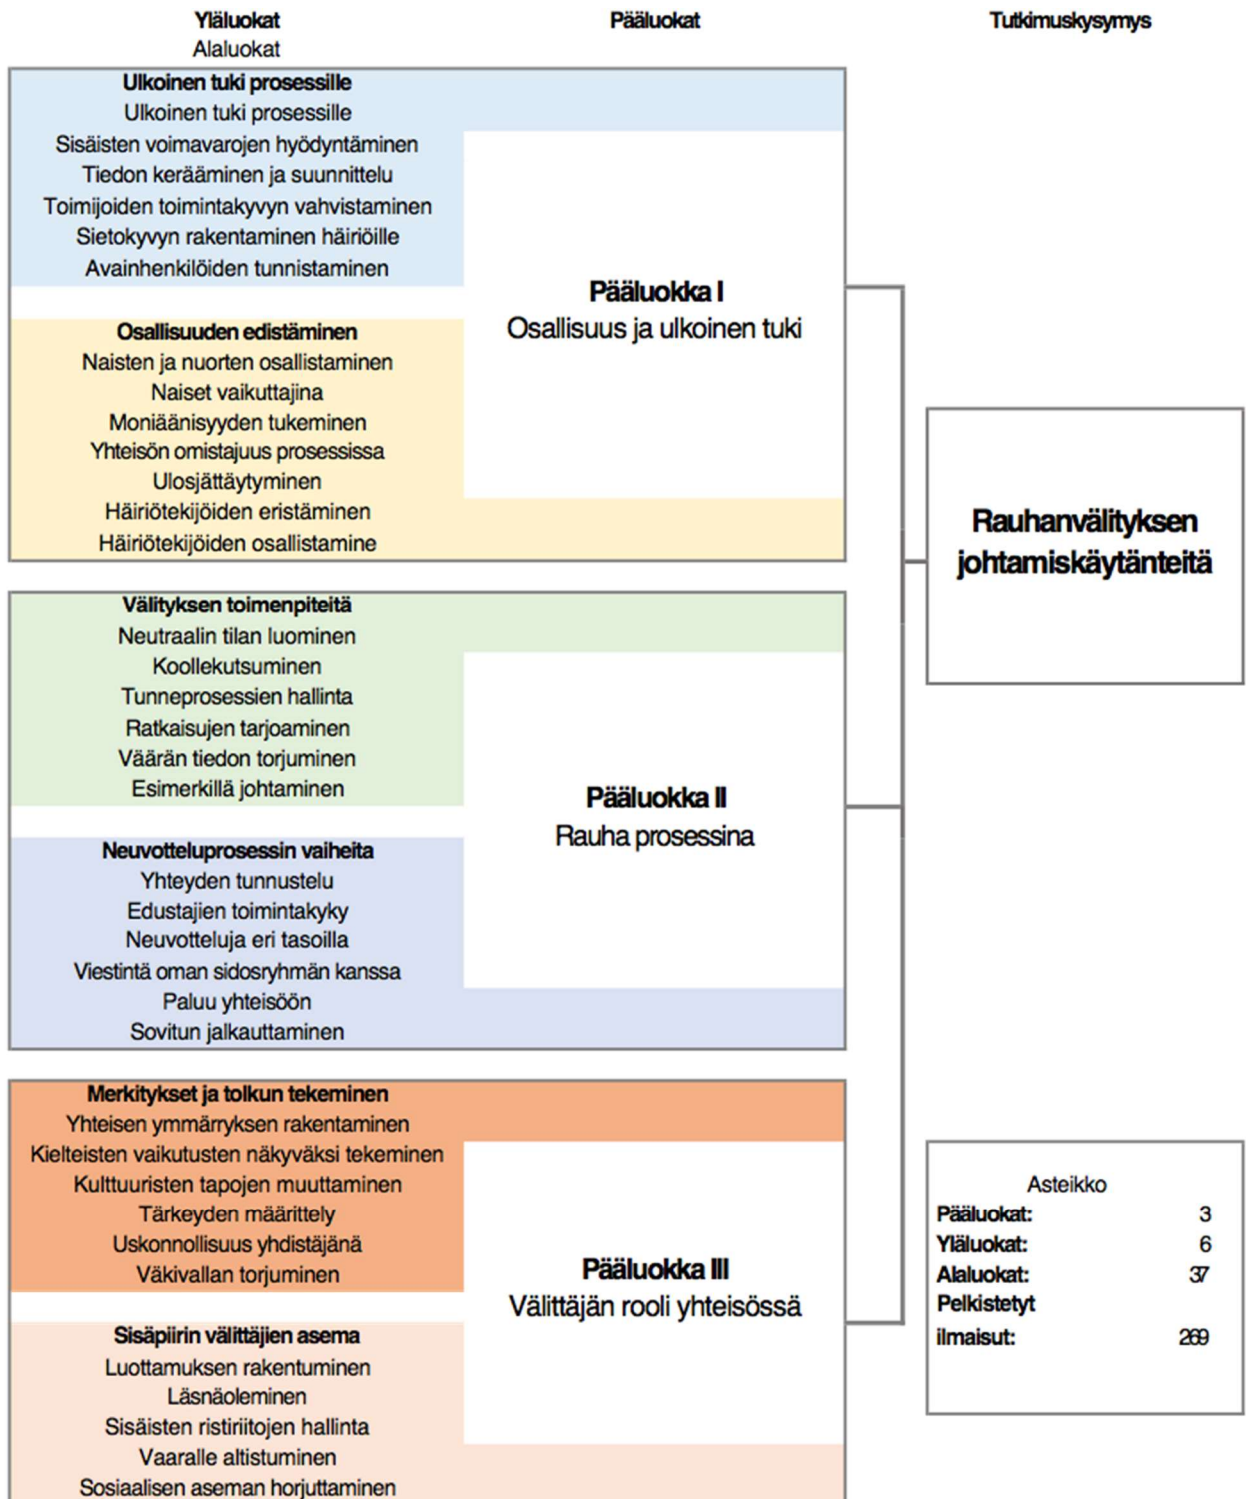 Yläluokat
Alaluokat
Pääluokat
Tutkimuskysymys
Ulkoinen tuki prosessille
Ulkoinen tuki prosessille
Sisäisten voimavarojen hyödyntäminen
Tiedon kerääminen ja suunnittelu
Toimijoiden toimintakyvyn vahvistaminen
Sietokyvyn rakentaminen häiriöille
Avainhenkilöiden tunnistaminen
Osallisuuden edistäminen
Naisten ja nuorten osallistaminen
Naiset vaikuttajina
Moniäänisyyden tukeminen
Yhteisön omistajuus prosessissa
Ulosjättäytyminen
Häiriötekijöiden eristäminen
Häiriötekijöiden osallistamine
Pääluokka I
Osallisuus ja ulkoinen tuki
Välityksen toimenpiteitä
Neutraalin tilan luominen
Koollekutsuminen
Tunneprosessien hallinta
Ratkaisujen tarjoaminen
Väärän tiedon torjuminen
Esimerkillä johtaminen
Neuvotteluprosessin vaiheita
Yhteyden tunnustelu
Edustajien toimintakyky
Neuvotteluja eri tasoilla
Viestintä oman sidosryhmän kanssa
Paluu yhteisöön
Sovitun jalkauttaminen
Pääluokka II
Rauha prosessina
Merkitykset ja tolkun tekeminen
Yhteisen ymmärryksen rakentaminen
Kielteisten vaikutusten näkyväksi tekeminen
Kulttuuristen tapojen muuttaminen
Tärkeyden määrittely
Uskonnollisuus yhdistäjänä
Väkivallan torjuminen
Sisäpiirin välittäjien asema
Luottamuksen rakentuminen
Läsnäoleminen
Sisäisten ristiriitojen hallinta
Vaaralle altistuminen
Sosiaalisen aseman horjuttaminen
Pääluokka III
Välittäjän rooli yhteisössä
Rauhanvälityksen
johtamiskäytänteitä
Asteikko
Pääluokat: 3
Yläluokat: 6
Alaluokat: 37
Pelkistetyt
ilmaisut: 269